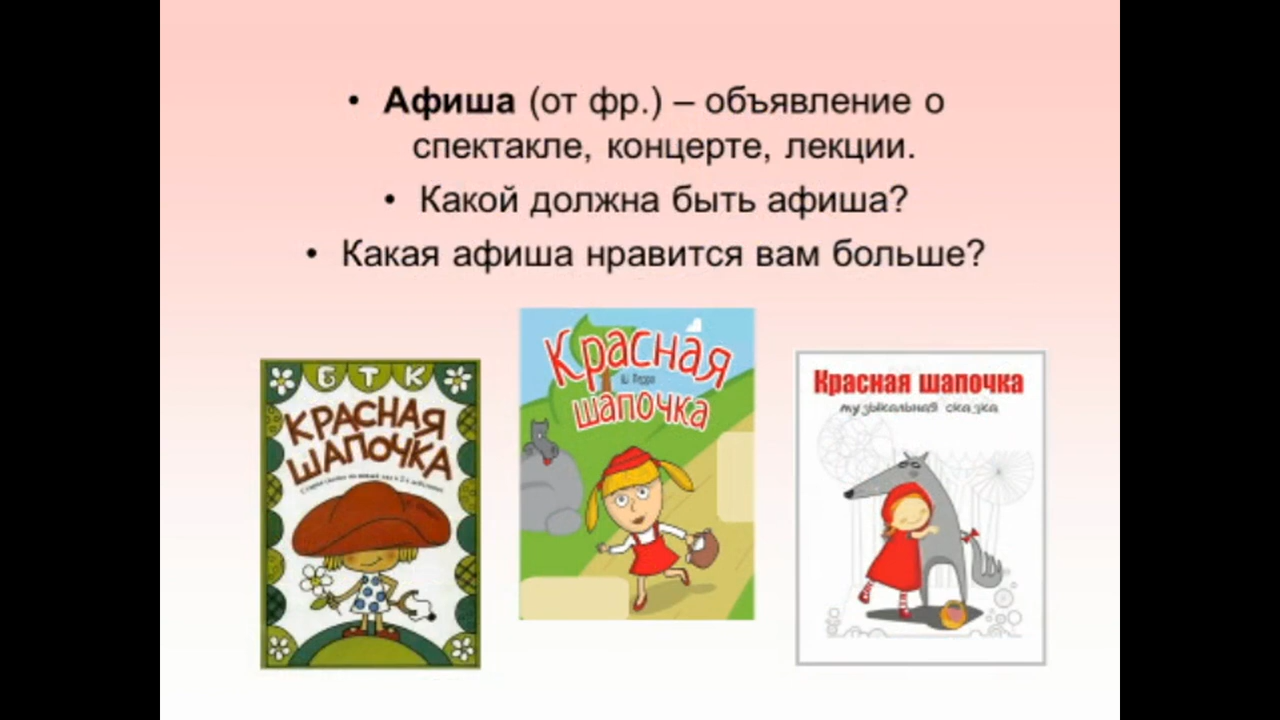 • Афиша (от фр.) – объявление о
спектакле, концерте, лекции.
• Какой должна быть афиша?
• Какая афиша нравится вам больше?
БТК
КРАСНАЯ
ШАПОЧКА
Красная
Ш. Перро
шапочка
Красная шапочка
музыкальная сказка